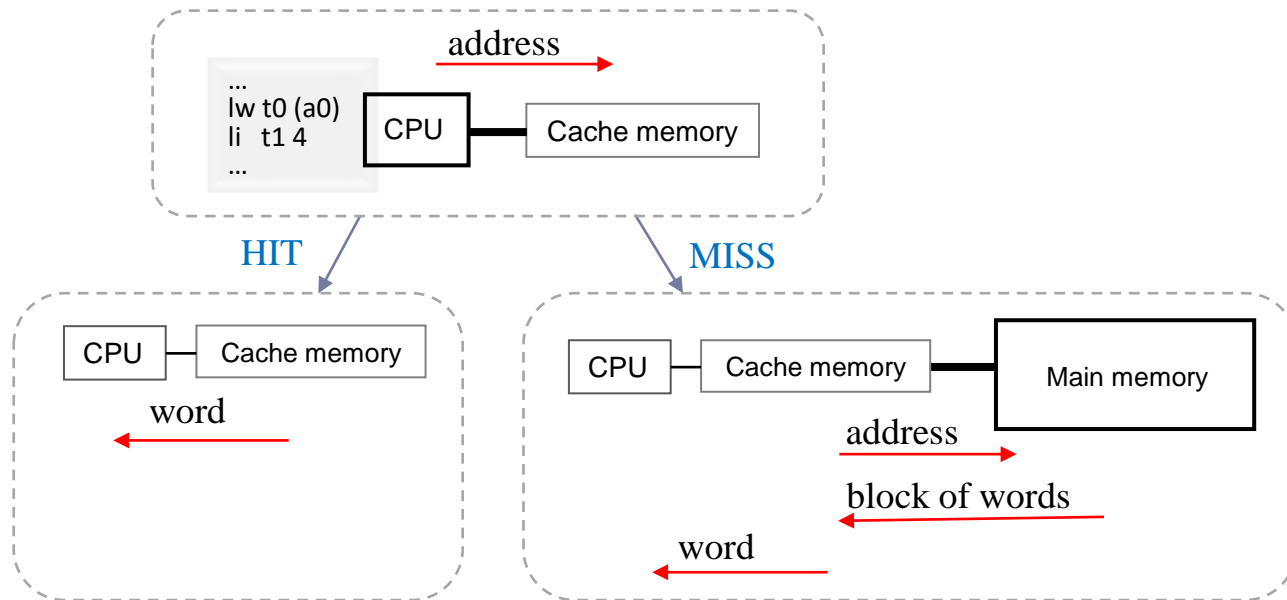 address
...
lw t0 (a0)
li t1 4
...
CPU
Cache memory
HIT
MISS
CPU
Cache memory
word
CPU
Cache memory
Main memory
address
block of words
word